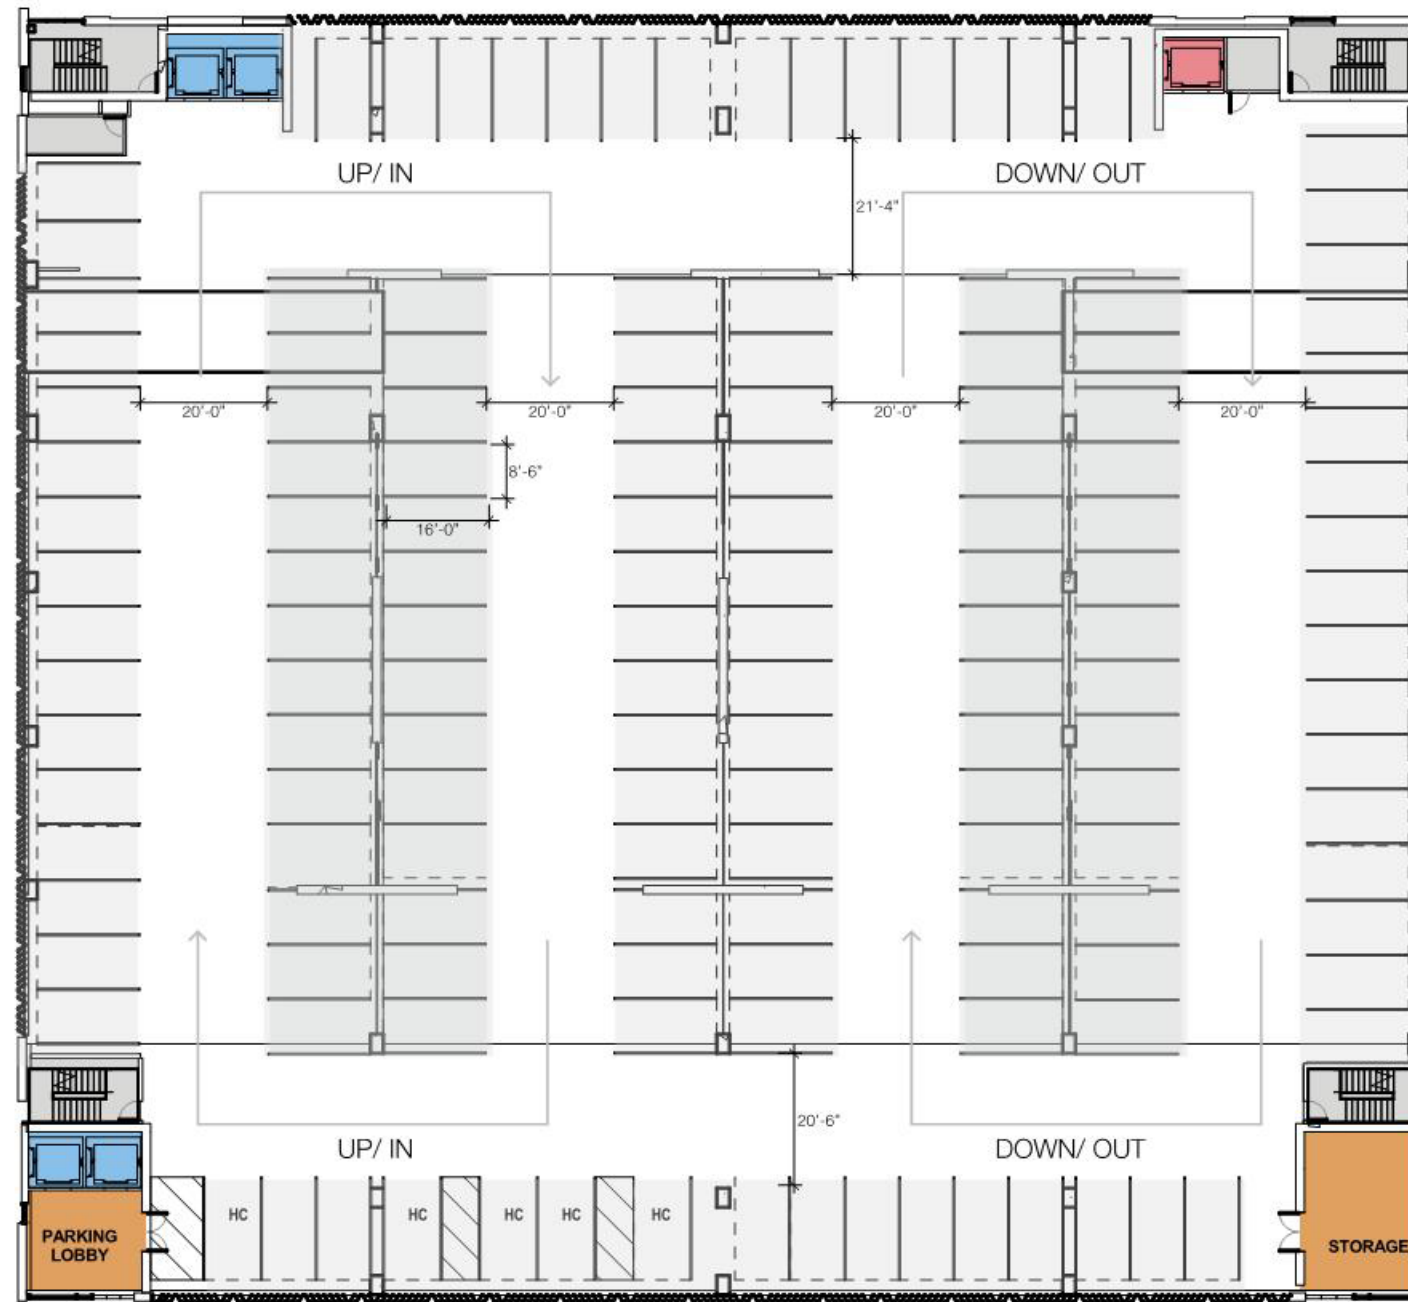 UP/ IN
DOWN/ OUT
21'-4"
20'-0"
20'-0"
20'-0"
20'-0"
8'-6"
16'-0"
20'-6"
UP/ IN
DOWN/ OUT
HC
HC
HC
HC
HC
PARKING
LOBBY
STORAGE